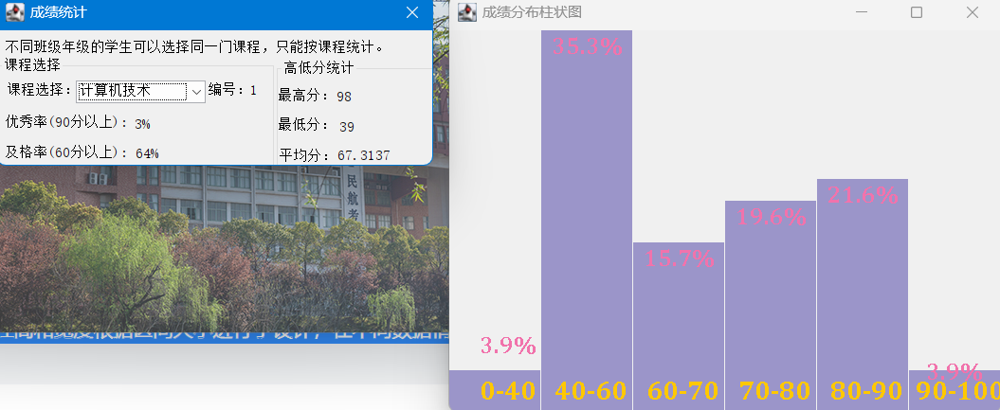 成绩统计
不同班级年级的学生可以选择同一门课程，只能按课程统计。
课程选择
课程选择： 计算机技术 编号：1
优秀率(90分以上)： 3%
及格率(60分以上)： 64%
高低分统计
最高分： 98
最低分： 39
平均分：67.3137
民航
成绩分布柱状图
35.3%
21.6%
19.6%
15.7%
3.9%
3.9%
0-40 40-60 60-70 70-80 80-90 90-100